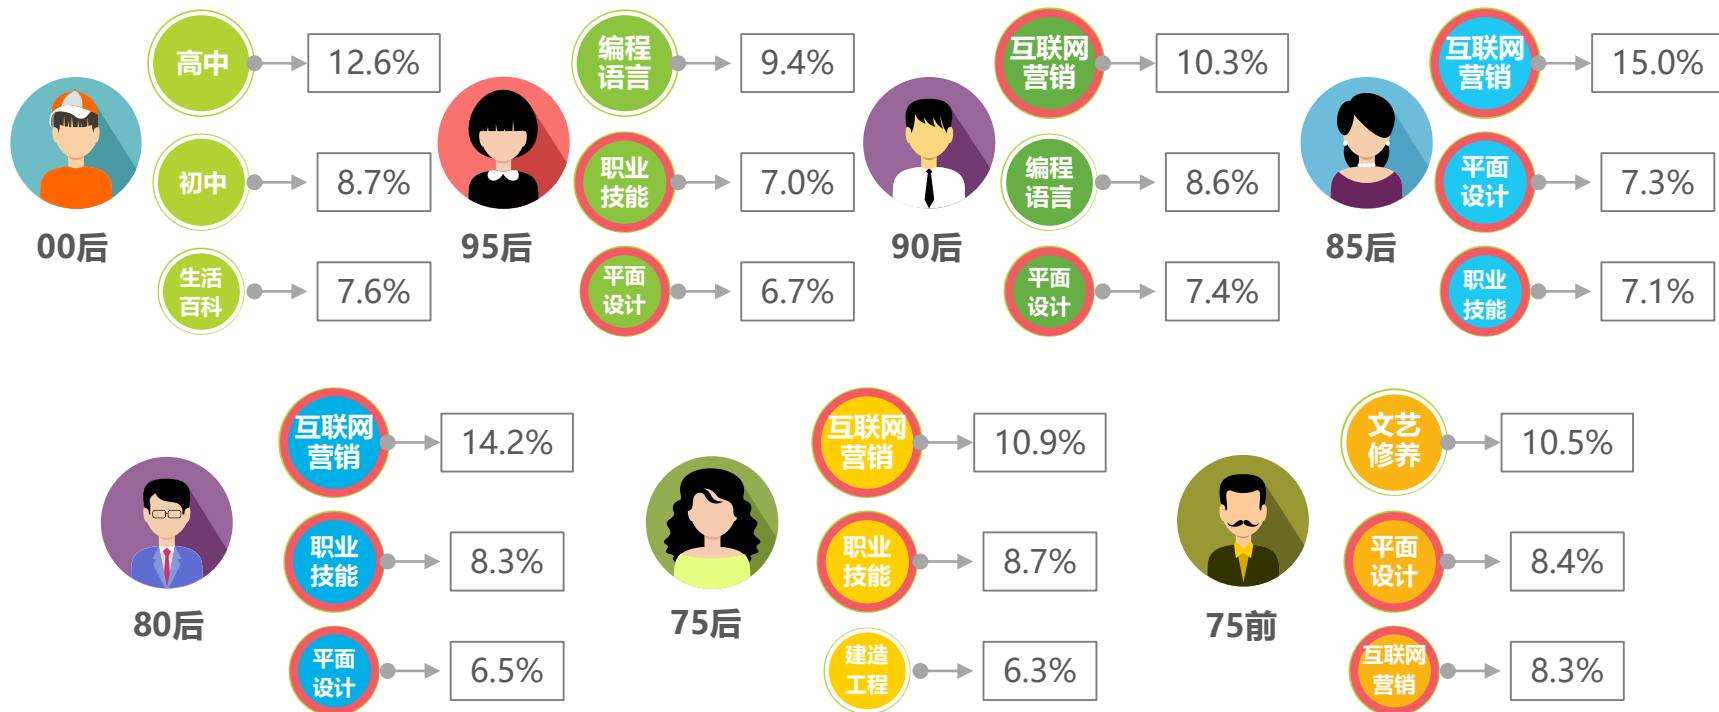 00后
高中
12.6%
初中
8.7%
生活
百科
7.6%
95后
编程
语言
9.4%
职业
技能
7.0%
平面
设计
6.7%
90后
互联网
营销
10.3%
编程
语言
8.6%
平面
设计
7.4%
85后
互联网
营销
15.0%
平面
设计
7.3%
职业
技能
7.1%
80后
互联网
营销
14.2%
职业
技能
8.3%
平面
设计
6.5%
75后
互联网
营销
10.9%
职业
技能
8.7%
建造
工程
6.3%
75前
文艺
修养
10.5%
平面
设计
8.4%
互联网
营销
8.3%